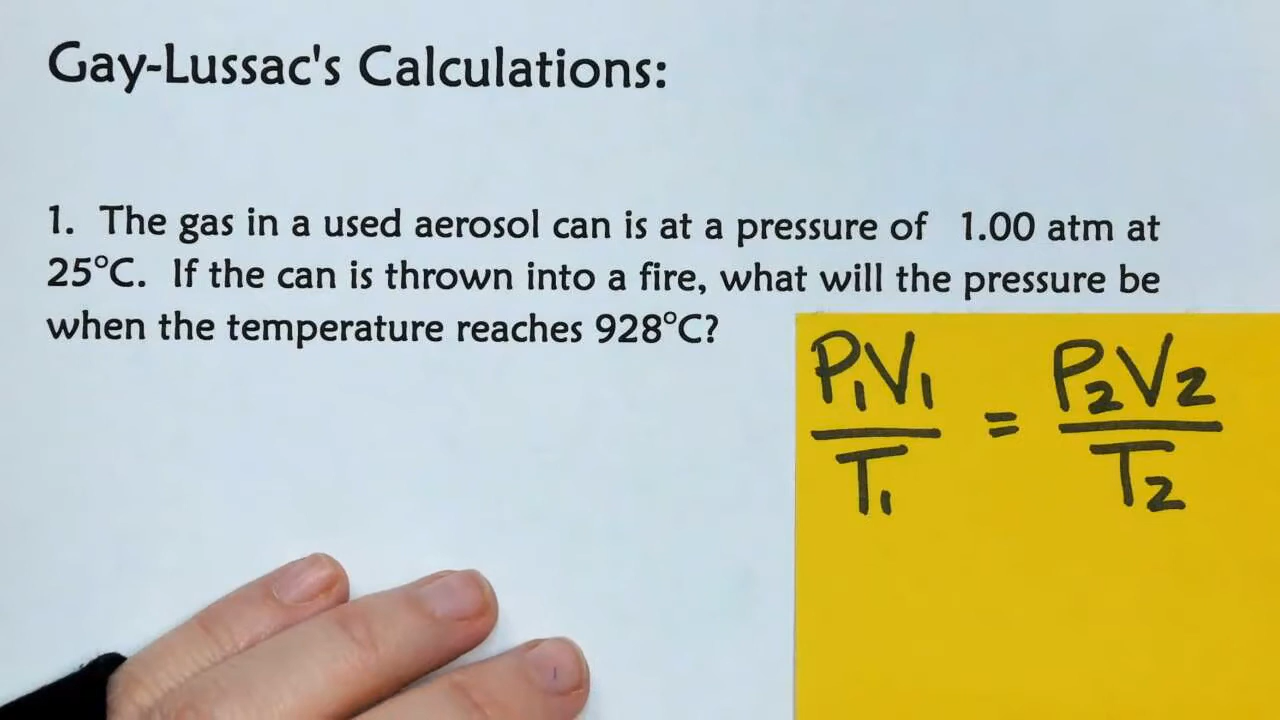 Gay-Lussac's Calculations:
1. The gas in a used aerosol can is at a pressure of 1.00 atm at
25°C. If the can is thrown into a fire, what will the pressure be
when the temperature reaches 928°C?
P₁V₁ = P₂V₂
T₁ T₂